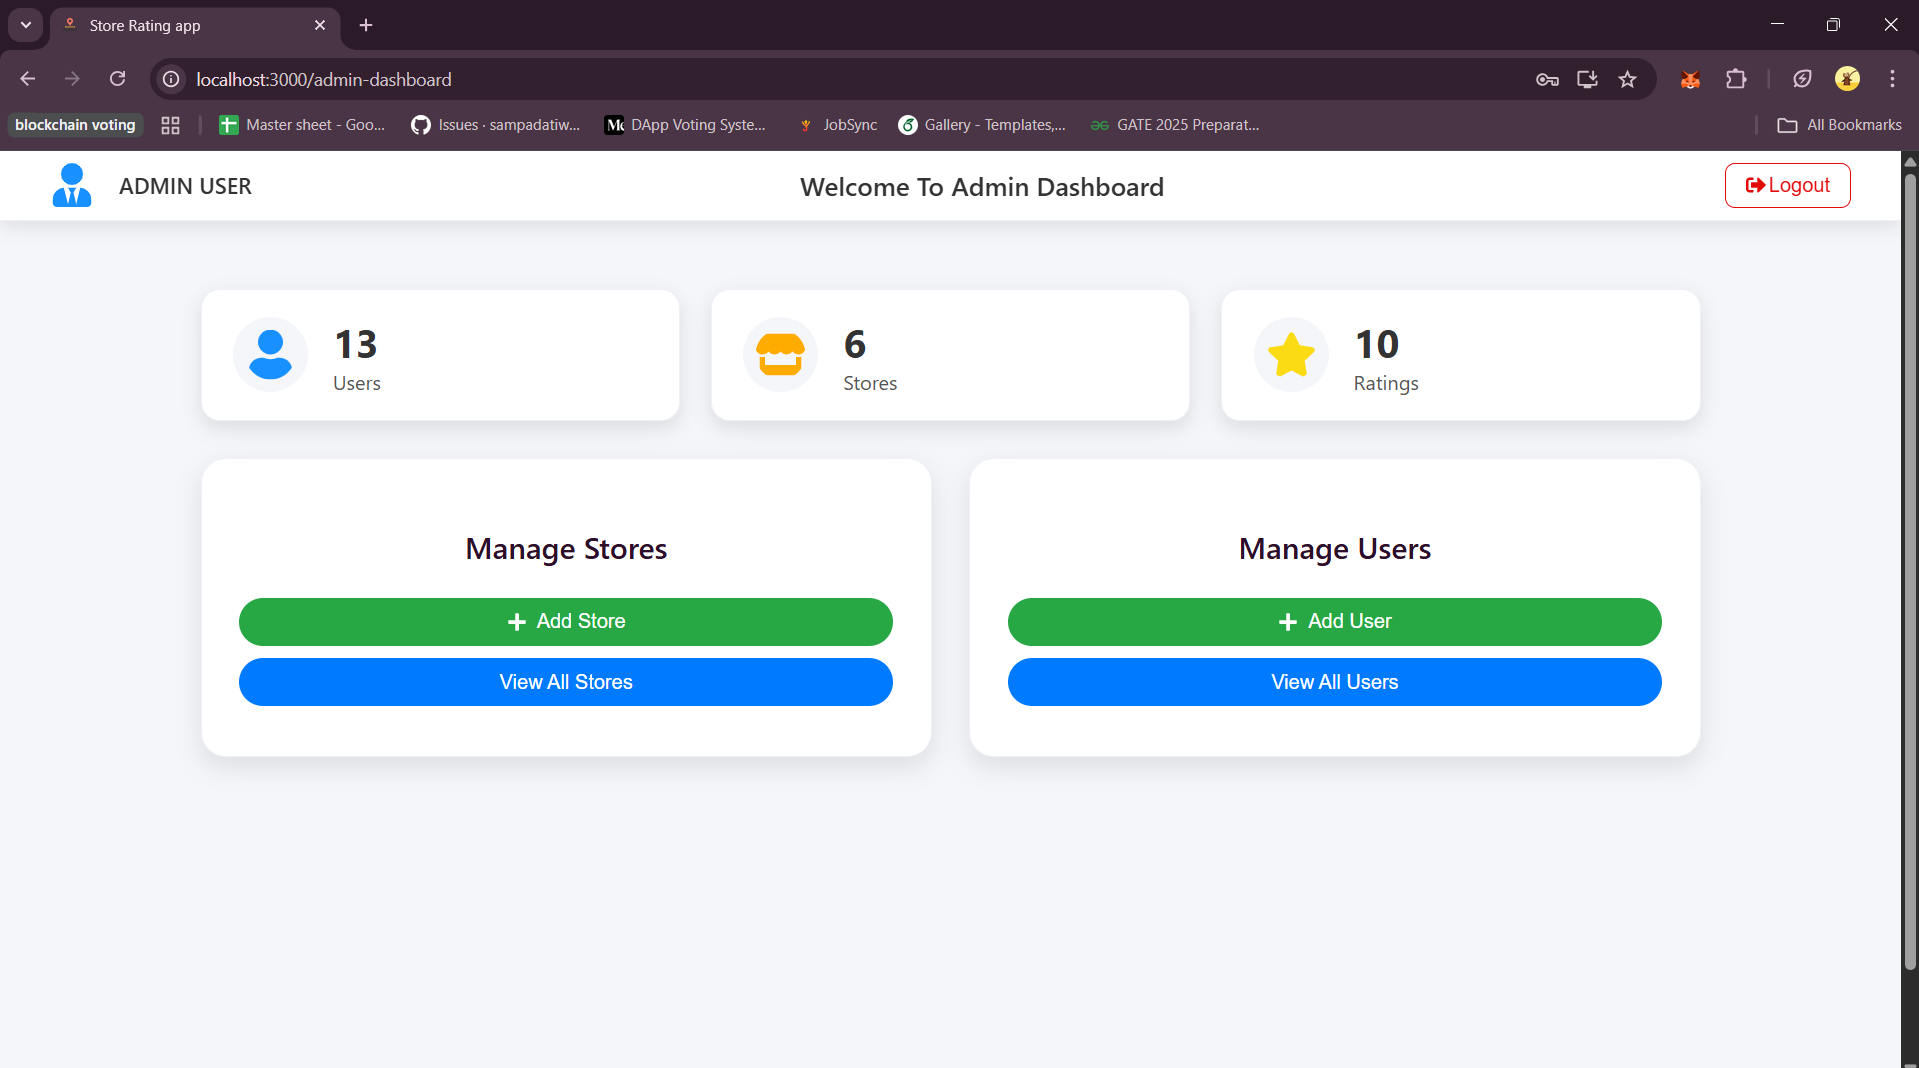 Store Rating app
localhost:3000/admin-dashboard
blockchain voting
Master sheet - Goo...
Issues · sampadatiw...
DApp Voting Syste...
JobSync
Gallery - Templates,...
GATE 2025 Preparat...
All Bookmarks
ADMIN USER
Welcome To Admin Dashboard
Logout
13
Users
6
Stores
10
Ratings
Manage Stores
Add Store
View All Stores
Manage Users
Add User
View All Users